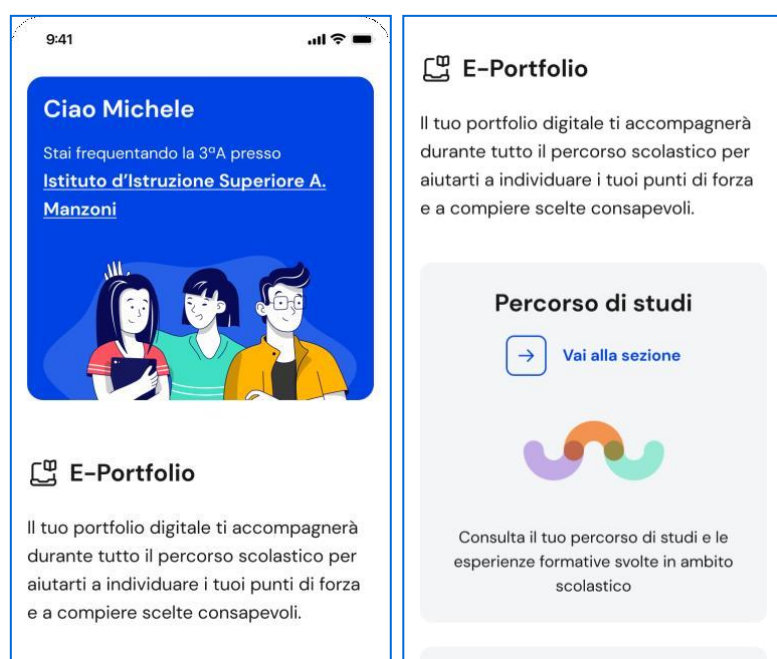 9:41
Ciao Michele
Stai frequentando la 3ªA presso
Istituto d'Istruzione Superiore A.
Manzoni
E-Portfolio
Il tuo portfolio digitale ti accompagnerà
durante tutto il percorso scolastico per
aiutarti a individuare i tuoi punti di forza
e a compiere scelte consapevoli.
E-Portfolio
Il tuo portfolio digitale ti accompagnerà
durante tutto il percorso scolastico per
aiutarti a individuare i tuoi punti di forza
e a compiere scelte consapevoli.
Percorso di studi
Vai alla sezione
Consulta il tuo percorso di studi e le
esperienze formative svolte in ambito
scolastico